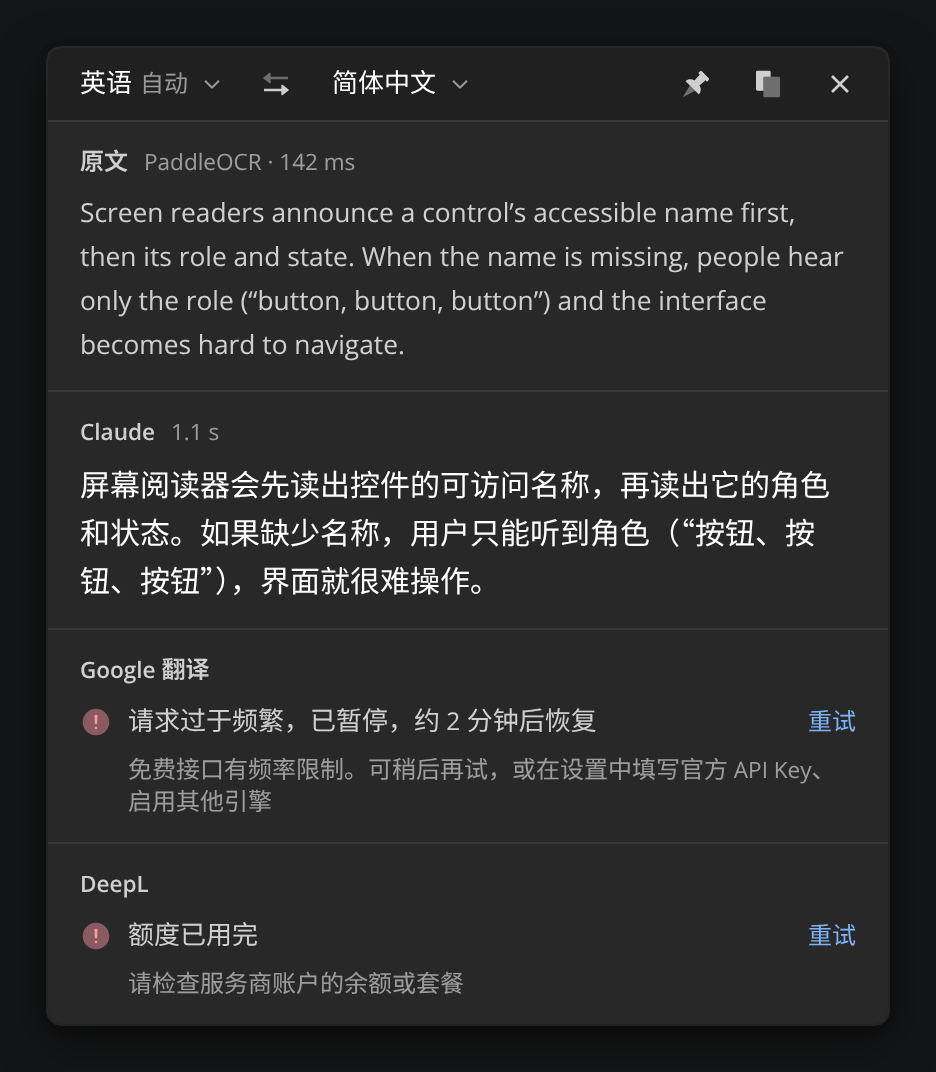 英语 自动 简体中文
原文 PaddleOCR · 142 ms
Screen readers announce a control’s accessible name first,
then its role and state. When the name is missing, people hear
only the role (“button, button, button”) and the interface
becomes hard to navigate.
Claude 1.1 s
屏幕阅读器会先读出控件的可访问名称，再读出它的角色
和状态。如果缺少名称，用户只能听到角色（“按钮、按
钮、按钮”），界面就很难操作。
Google 翻译
请求过于频繁，已暂停，约 2 分钟后恢复 重试
免费接口有频率限制。可稍后再试，或在设置中填写官方 API Key、
启用其他引擎
DeepL
额度已用完 重试
请检查服务商账户的余额或套餐